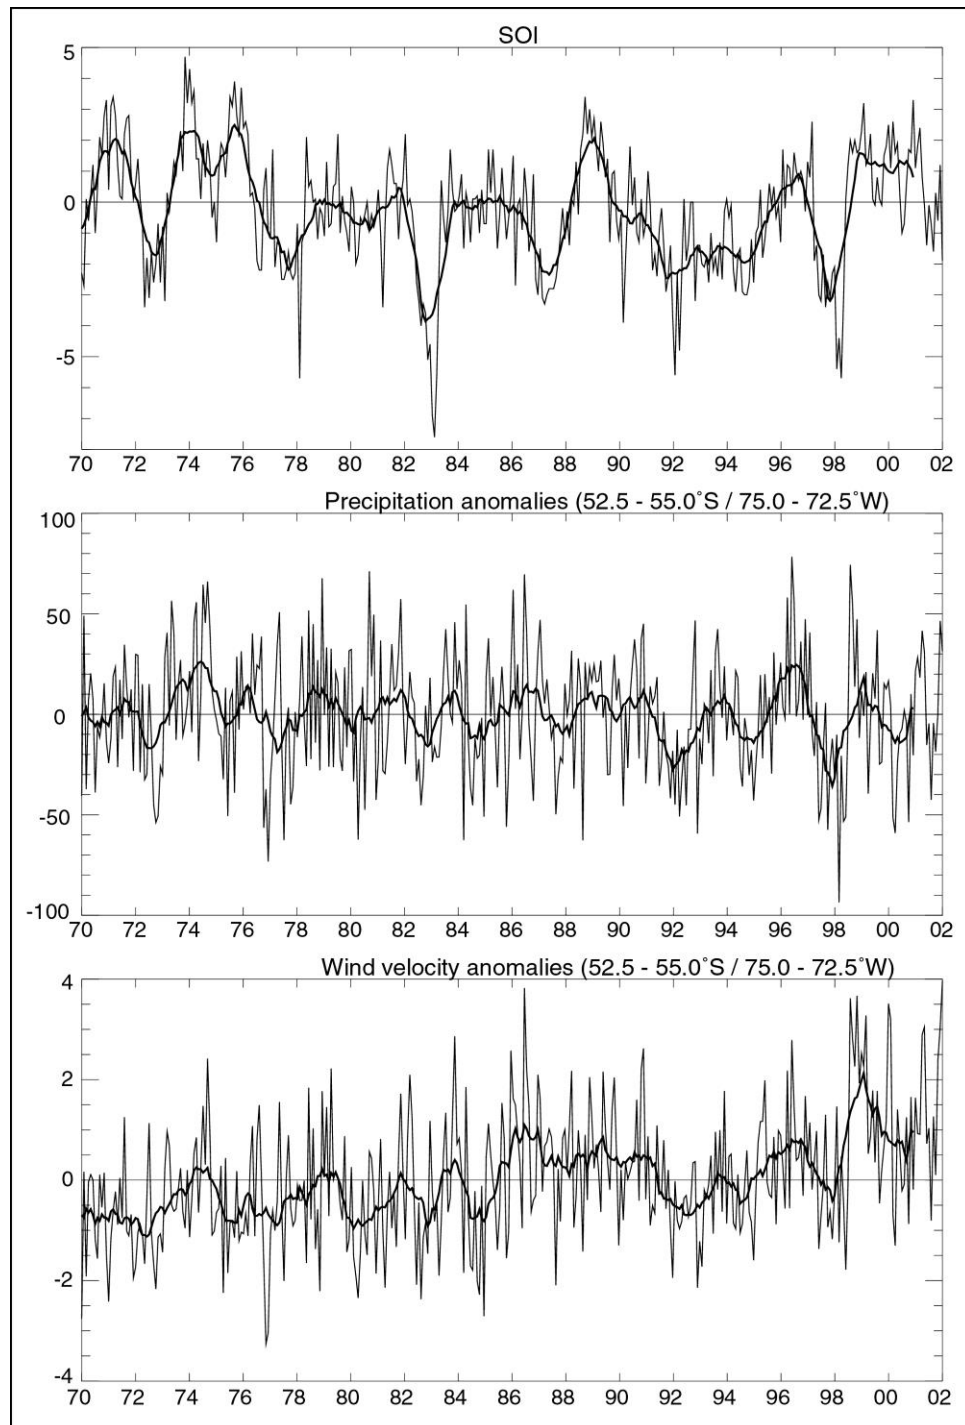 SOI
5
0
-5
70 72 74 76 78 80 82 84 86 88 90 92 94 96 98 00 02
Precipitation anomalies (52.5 - 55.0°S / 75.0 - 72.5°W)
100
50
0
-50
-100
70 72 74 76 78 80 82 84 86 88 90 92 94 96 98 00 02
Wind velocity anomalies (52.5 - 55.0°S / 75.0 - 72.5°W)
4
2
0
-2
-4
70 72 74 76 78 80 82 84 86 88 90 92 94 96 98 00 02